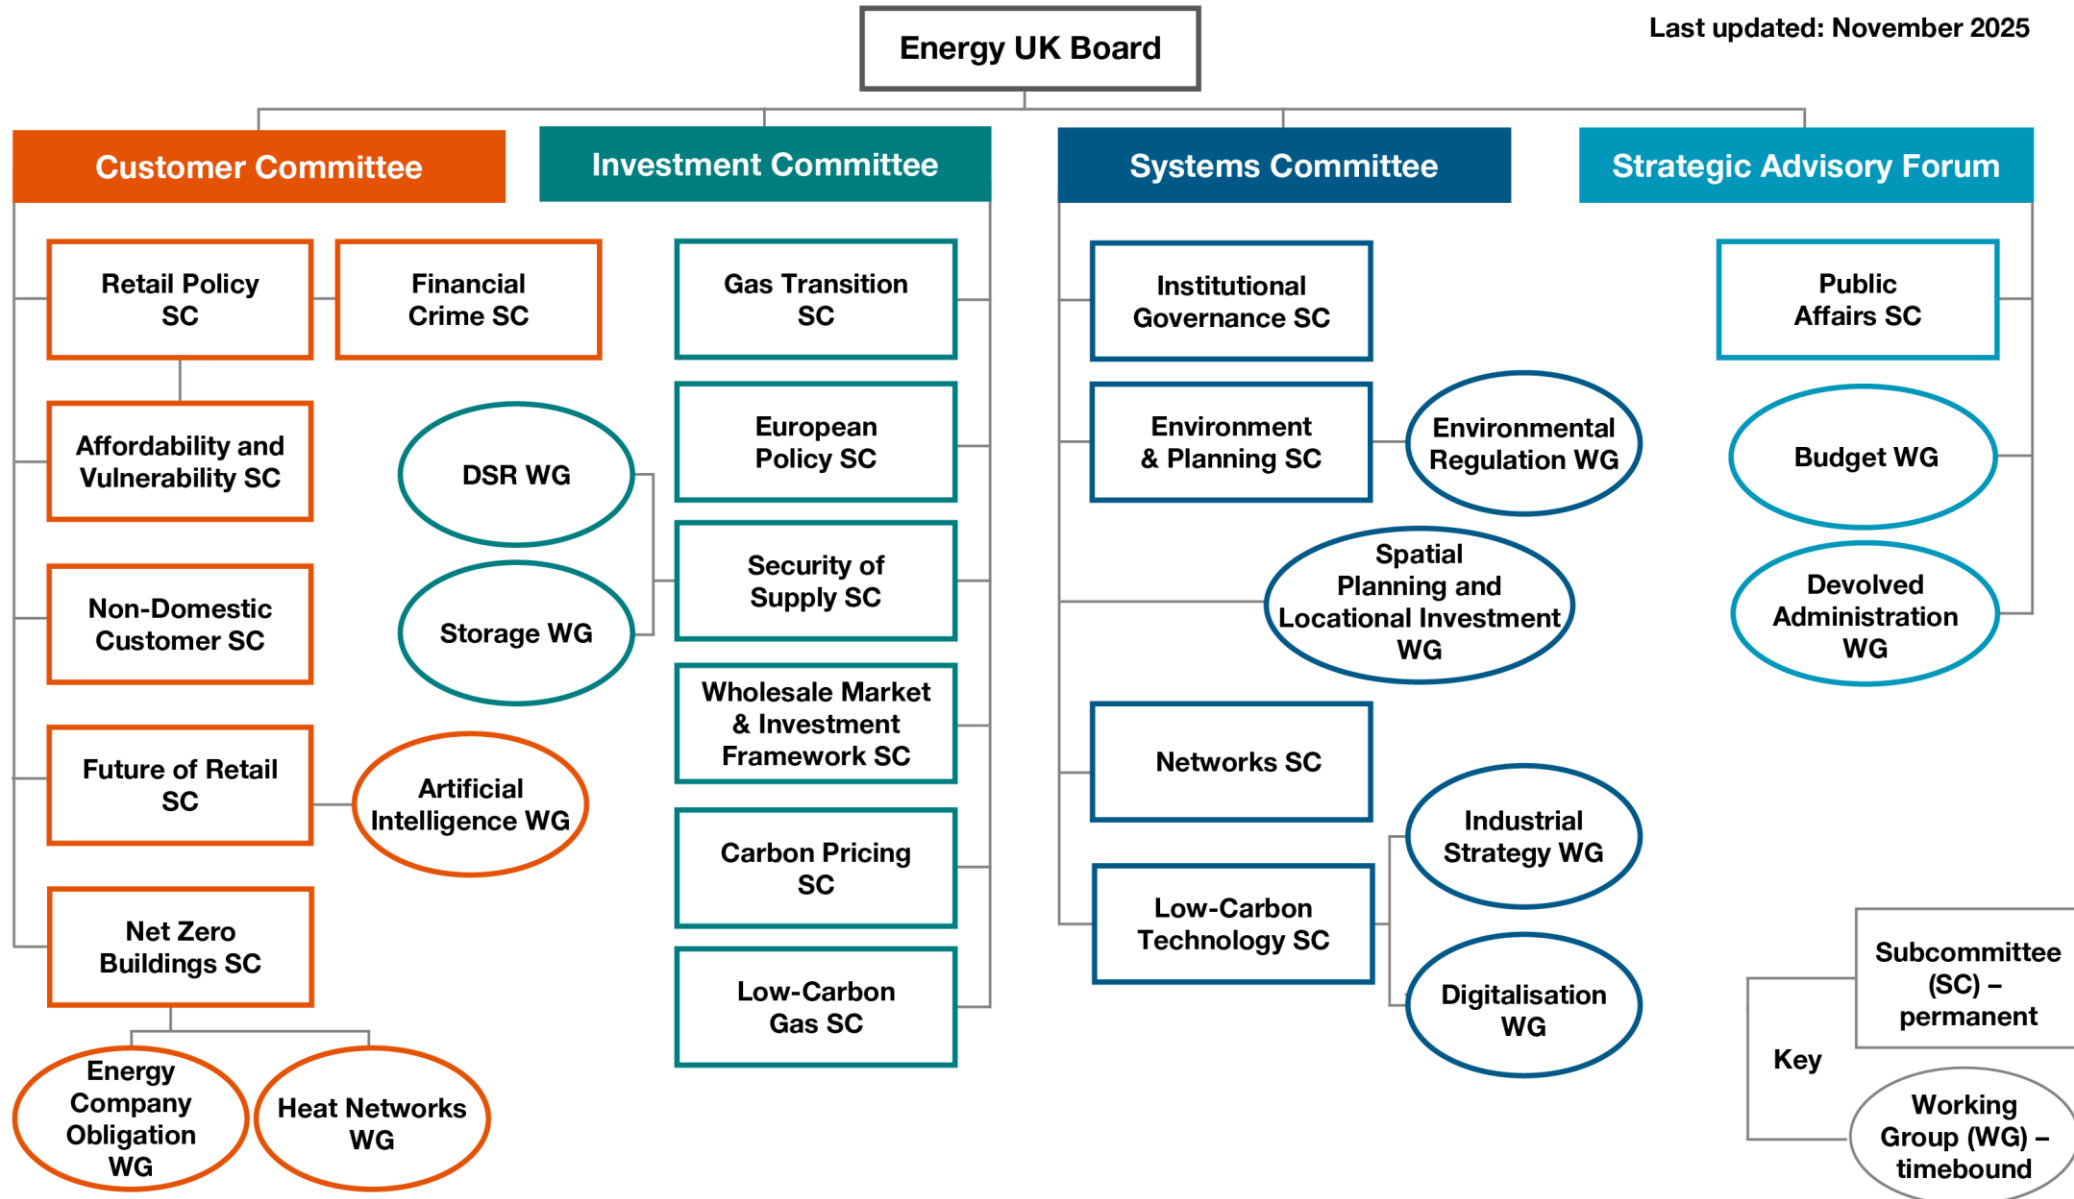 Energy UK Board
Last updated: November 2025
Customer Committee
Investment Committee
Systems Committee
Strategic Advisory Forum
Retail Policy
SC
Financial
Crime SC
Affordability and
Vulnerability SC
Non-Domestic
Customer SC
Future of Retail
SC
Artificial
Intelligence WG
Net Zero
Buildings SC
Energy
Company
Obligation
WG
Heat Networks
WG
Gas Transition
SC
European
Policy SC
DSR WG
Storage WG
Security of
Supply SC
Wholesale Market
& Investment
Framework SC
Carbon Pricing
SC
Low-Carbon
Gas SC
Institutional
Governance SC
Environment
& Planning SC
Environmental
Regulation WG
Spatial
Planning and
Locational Investment
WG
Networks SC
Low-Carbon
Technology SC
Industrial
Strategy WG
Digitalisation
WG
Public
Affairs SC
Budget WG
Devolved
Administration
WG
Key
Subcommittee
(SC) –
permanent
Working
Group (WG) –
timebound